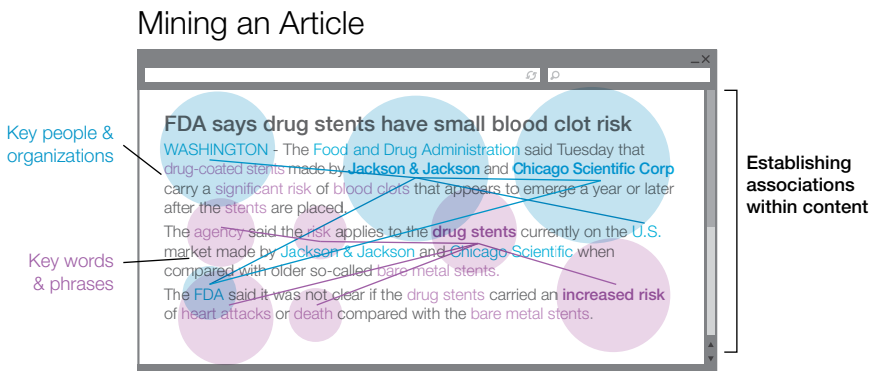 Mining an Article
Key people &
organizations
FDA says drug stents have small blood clot risk
WASHINGTON - The Food and Drug Administration said Tuesday that
drug-coated stents made by Jackson & Jackson and Chicago Scientific Corp
carry a significant risk of blood clots that appears to emerge a year or later
after the stents are placed.
The agency said the risk applies to the drug stents currently on the U.S.
market made by Jackson & Jackson and Chicago Scientific when
compared with older so-called bare metal stents.
The FDA said it was not clear if the drug stents carried an increased risk
of heart attacks or death compared with the bare metal stents.
Key words
& phrases
Establishing
associations
within content